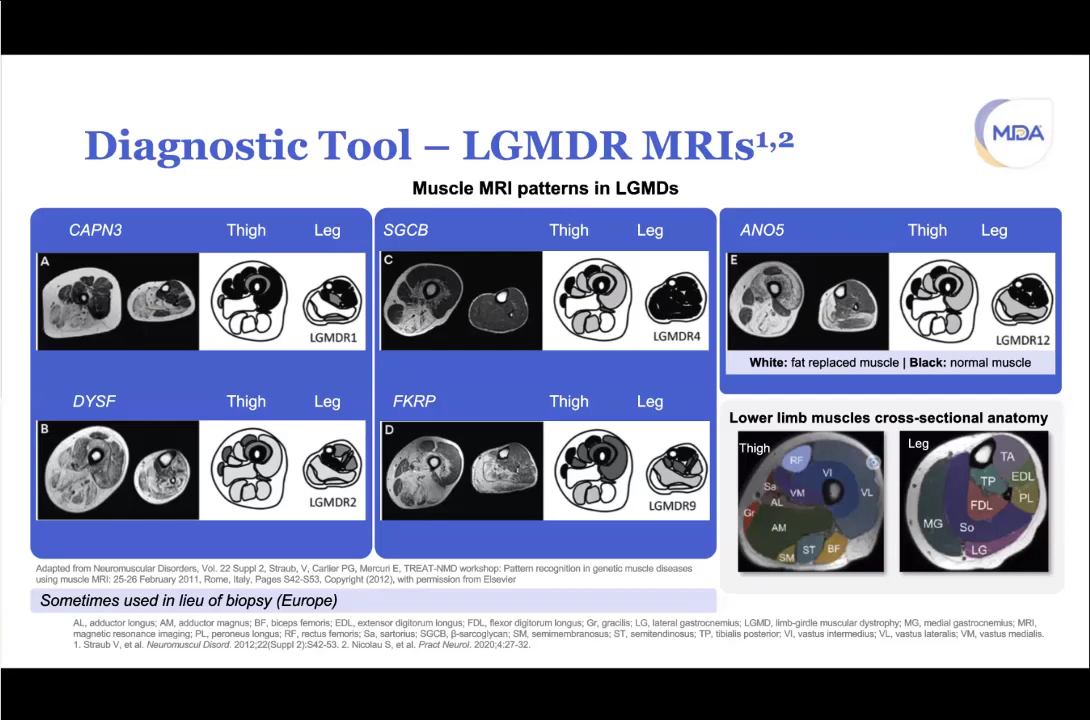 MDA
Diagnostic Tool – LGMDR MRIs1,2
Muscle MRI patterns in LGMDs
CAPN3 Thigh Leg
A
LGMDR1
DYSF Thigh Leg
B
LGMDR2
SGCB Thigh Leg
C
LGMDR4
FKRP Thigh Leg
D
LGMDR9
ANO5 Thigh Leg
E
LGMDR12
White: fat replaced muscle | Black: normal muscle
Lower limb muscles cross-sectional anatomy
Thigh
RF
VI
VL
VM
Sa
AL
Gr
AM
SM
ST
BF
Leg
TA
EDL
TP
PL
FDL
MG
So
LG
Adapted from Neuromuscular Disorders, Vol. 22 Suppl 2, Straub, V, Carlier PG, Mercuri E, TREAT-NMD workshop: Pattern recognition in genetic muscle diseases
using muscle MRI: 25-26 February 2011, Rome, Italy, Pages S42-S53, Copyright (2012), with permission from Elsevier
Sometimes used in lieu of biopsy (Europe)
AL, adductor longus; AM, adductor magnus; BF, biceps femoris; EDL, extensor digitorum longus; FDL, flexor digitorum longus; Gr, gracilis; LG, lateral gastrocnemius; LGMD, limb-girdle muscular dystrophy; MG, medial gastrocnemius; MRI,
magnetic resonance imaging; PL, peroneus longus; RF, rectus femoris; Sa, sartorius; SGCB, β-sarcoglycan; SM, semimembranosus; ST, semitendinosus; TP, tibialis posterior; VI, vastus intermedius; VL, vastus lateralis; VM, vastus medialis.
1. Straub V, et al. Neuromuscul Disord. 2012;22(Suppl 2):S42-53. 2. Nicolau S, et al. Pract Neurol. 2020;4:27-32.